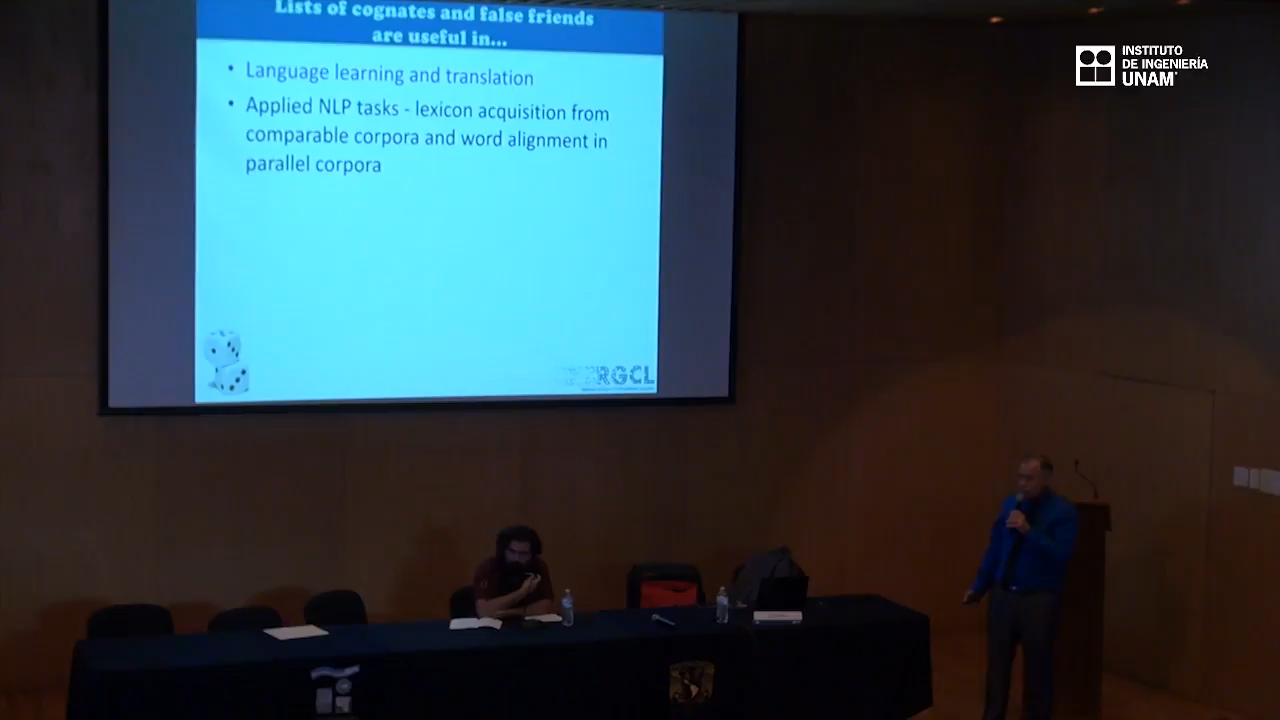 Lists of cognates and false friends
are useful in...
• Language learning and translation
• Applied NLP tasks - lexicon acquisition from
comparable corpora and word alignment in
parallel corpora
RGCL
INSTITUTO
DE INGENIERÍA
UNAM